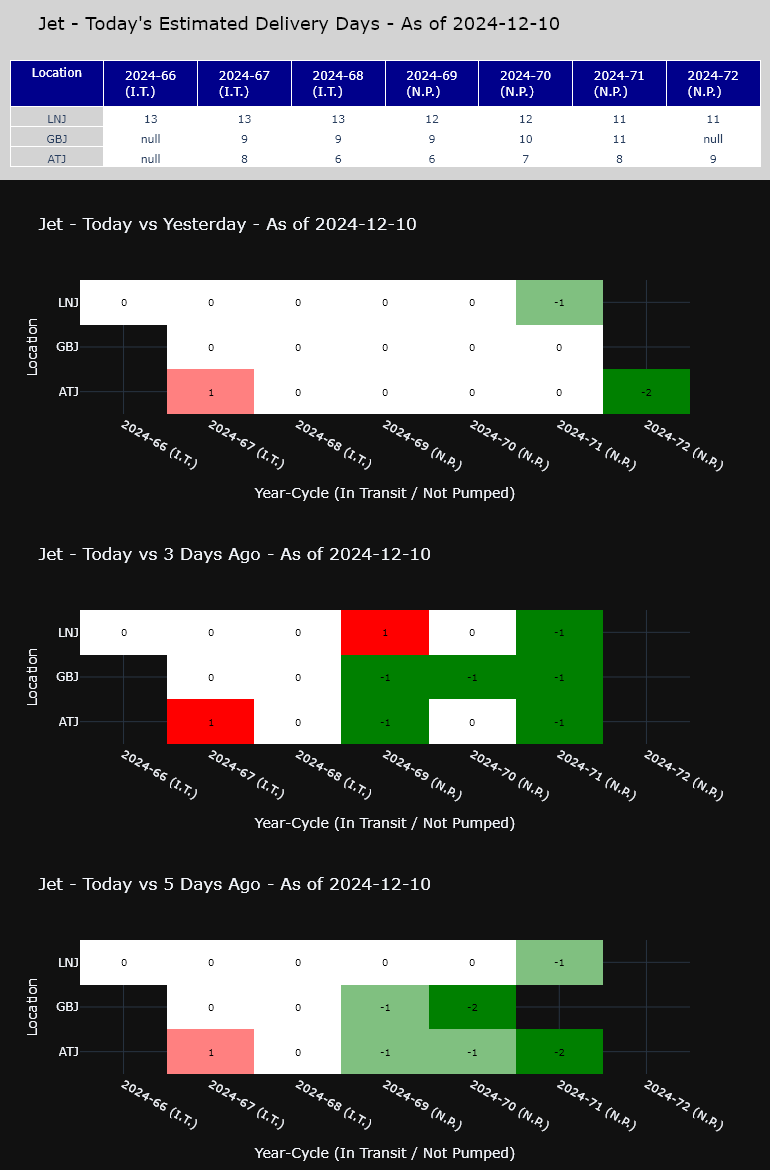 Jet - Today's Estimated Delivery Days - As of 2024-12-10
Location 2024-66 (I.T.) 2024-67 (I.T.) 2024-68 (I.T.) 2024-69 (N.P.) 2024-70 (N.P.) 2024-71 (N.P.) 2024-72 (N.P.)
LNJ 13 13 13 12 12 11 11
GBJ null 9 9 9 10 11 null
ATJ null 8 6 6 7 8 9
Jet - Today vs Yesterday - As of 2024-12-10
Location
LNJ 0 0 0 0 0 -1
GBJ 0 0 0 0 0
ATJ 1 0 0 0 0 -2
2024-66 (I.T.) 2024-67 (I.T.) 2024-68 (I.T.) 2024-69 (N.P.) 2024-70 (N.P.) 2024-71 (N.P.) 2024-72 (N.P.)
Year-Cycle (In Transit / Not Pumped)
Jet - Today vs 3 Days Ago - As of 2024-12-10
Location
LNJ 0 0 0 1 0 -1
GBJ 0 0 -1 -1 -1
ATJ 1 0 -1 0 -1
2024-66 (I.T.) 2024-67 (I.T.) 2024-68 (I.T.) 2024-69 (N.P.) 2024-70 (N.P.) 2024-71 (N.P.) 2024-72 (N.P.)
Year-Cycle (In Transit / Not Pumped)
Jet - Today vs 5 Days Ago - As of 2024-12-10
Location
LNJ 0 0 0 0 0 -1
GBJ 0 0 -1 -2
ATJ 1 0 -1 -1 -2
2024-66 (I.T.) 2024-67 (I.T.) 2024-68 (I.T.) 2024-69 (N.P.) 2024-70 (N.P.) 2024-71 (N.P.) 2024-72 (N.P.)
Year-Cycle (In Transit / Not Pumped)